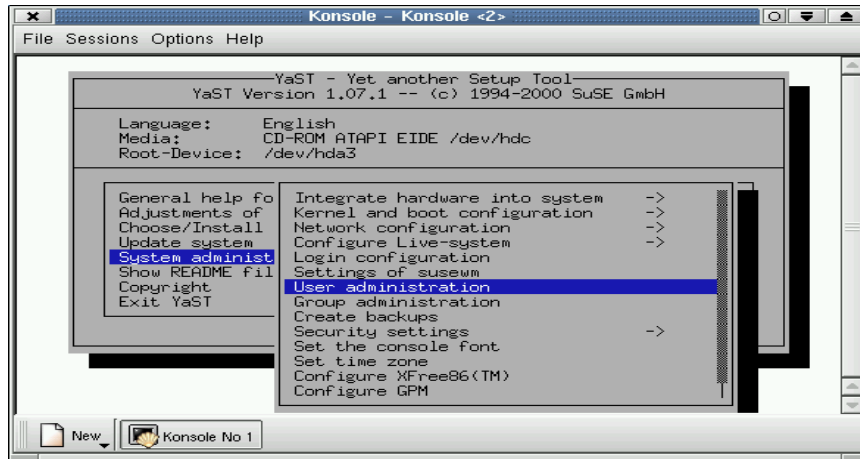 Konsole - Konsole <2>
File Sessions Options Help
YaST - Yet another Setup Tool
YaST Version 1.07.1 -- (c) 1994-2000 SuSE GmbH
Language: English
Media: CD-ROM ATAPI EIDE /dev/hdc
Root-Device: /dev/hda3
General help fo
Adjustments of
Choose/Install
Update system
System administ
Show README fil
Copyright
Exit YaST
Integrate hardware into system ->
Kernel and boot configuration ->
Network configuration ->
Configure Live-system ->
Login configuration
Settings of susewm
User administration
Group administration
Create backups
Security settings ->
Set the console font
Set time zone
Configure XFree86(TM)
Configure GPM
New
Konsole No 1